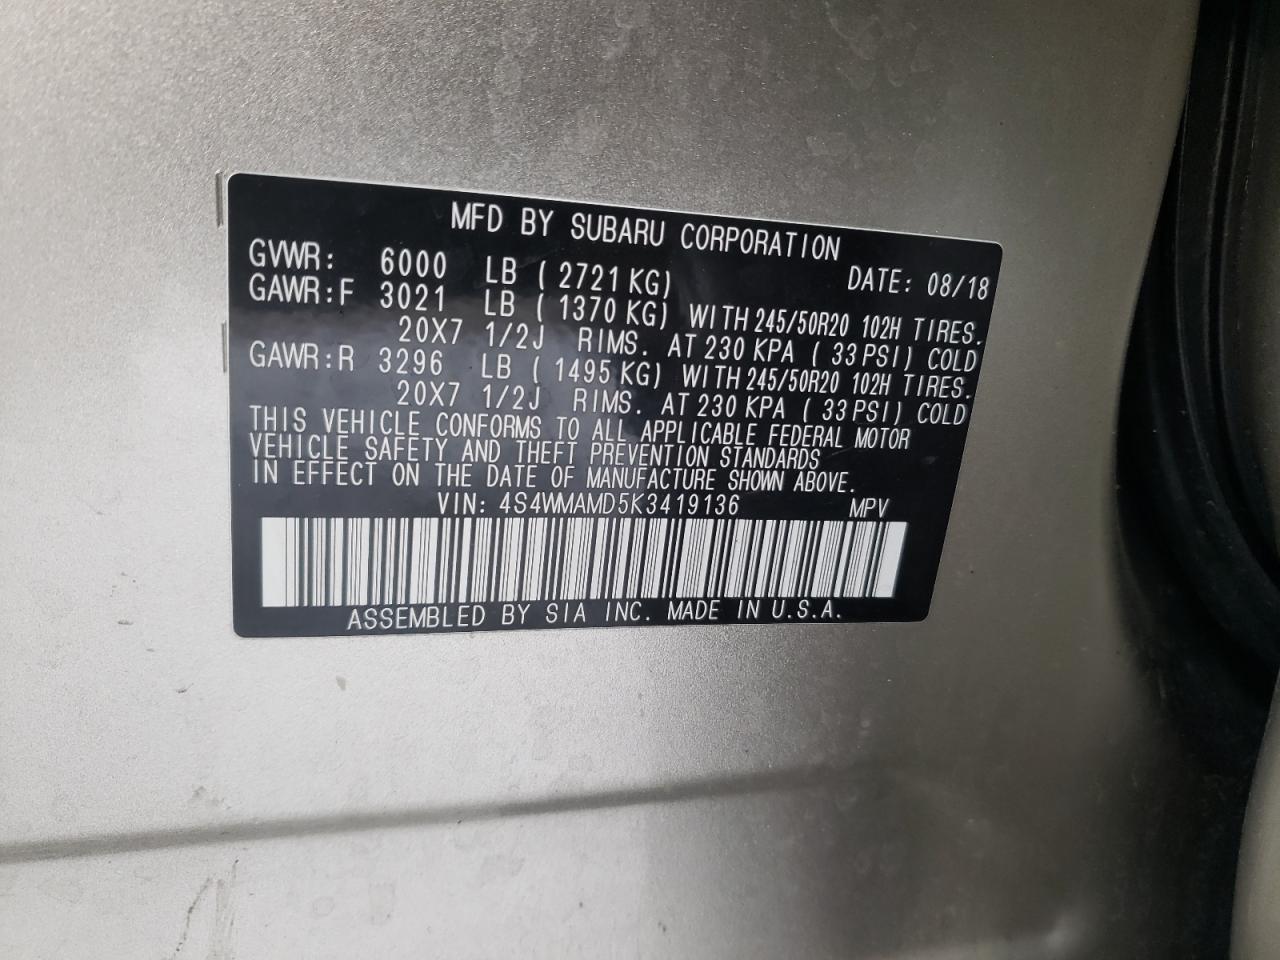 MFD BY SUBARU CORPORATION
GVWR: 6000 LB ( 2721 KG) DATE: 08/18
GAWR:F 3021 LB ( 1370 KG) WITH 245/50R20 102H TIRES.
20X7 1/2J RIMS. AT 230 KPA ( 33 PSI) COLD
GAWR:R 3296 LB ( 1495 KG) WITH 245/50R20 102H TIRES.
20X7 1/2J RIMS. AT 230 KPA ( 33 PSI) COLD
THIS VEHICLE CONFORMS TO ALL APPLICABLE FEDERAL MOTOR
VEHICLE SAFETY AND THEFT PREVENTION STANDARDS
IN EFFECT ON THE DATE OF MANUFACTURE SHOWN ABOVE.
VIN: 4S4WMAMD5K3419136 MPV
ASSEMBLED BY SIA INC. MADE IN U.S.A.